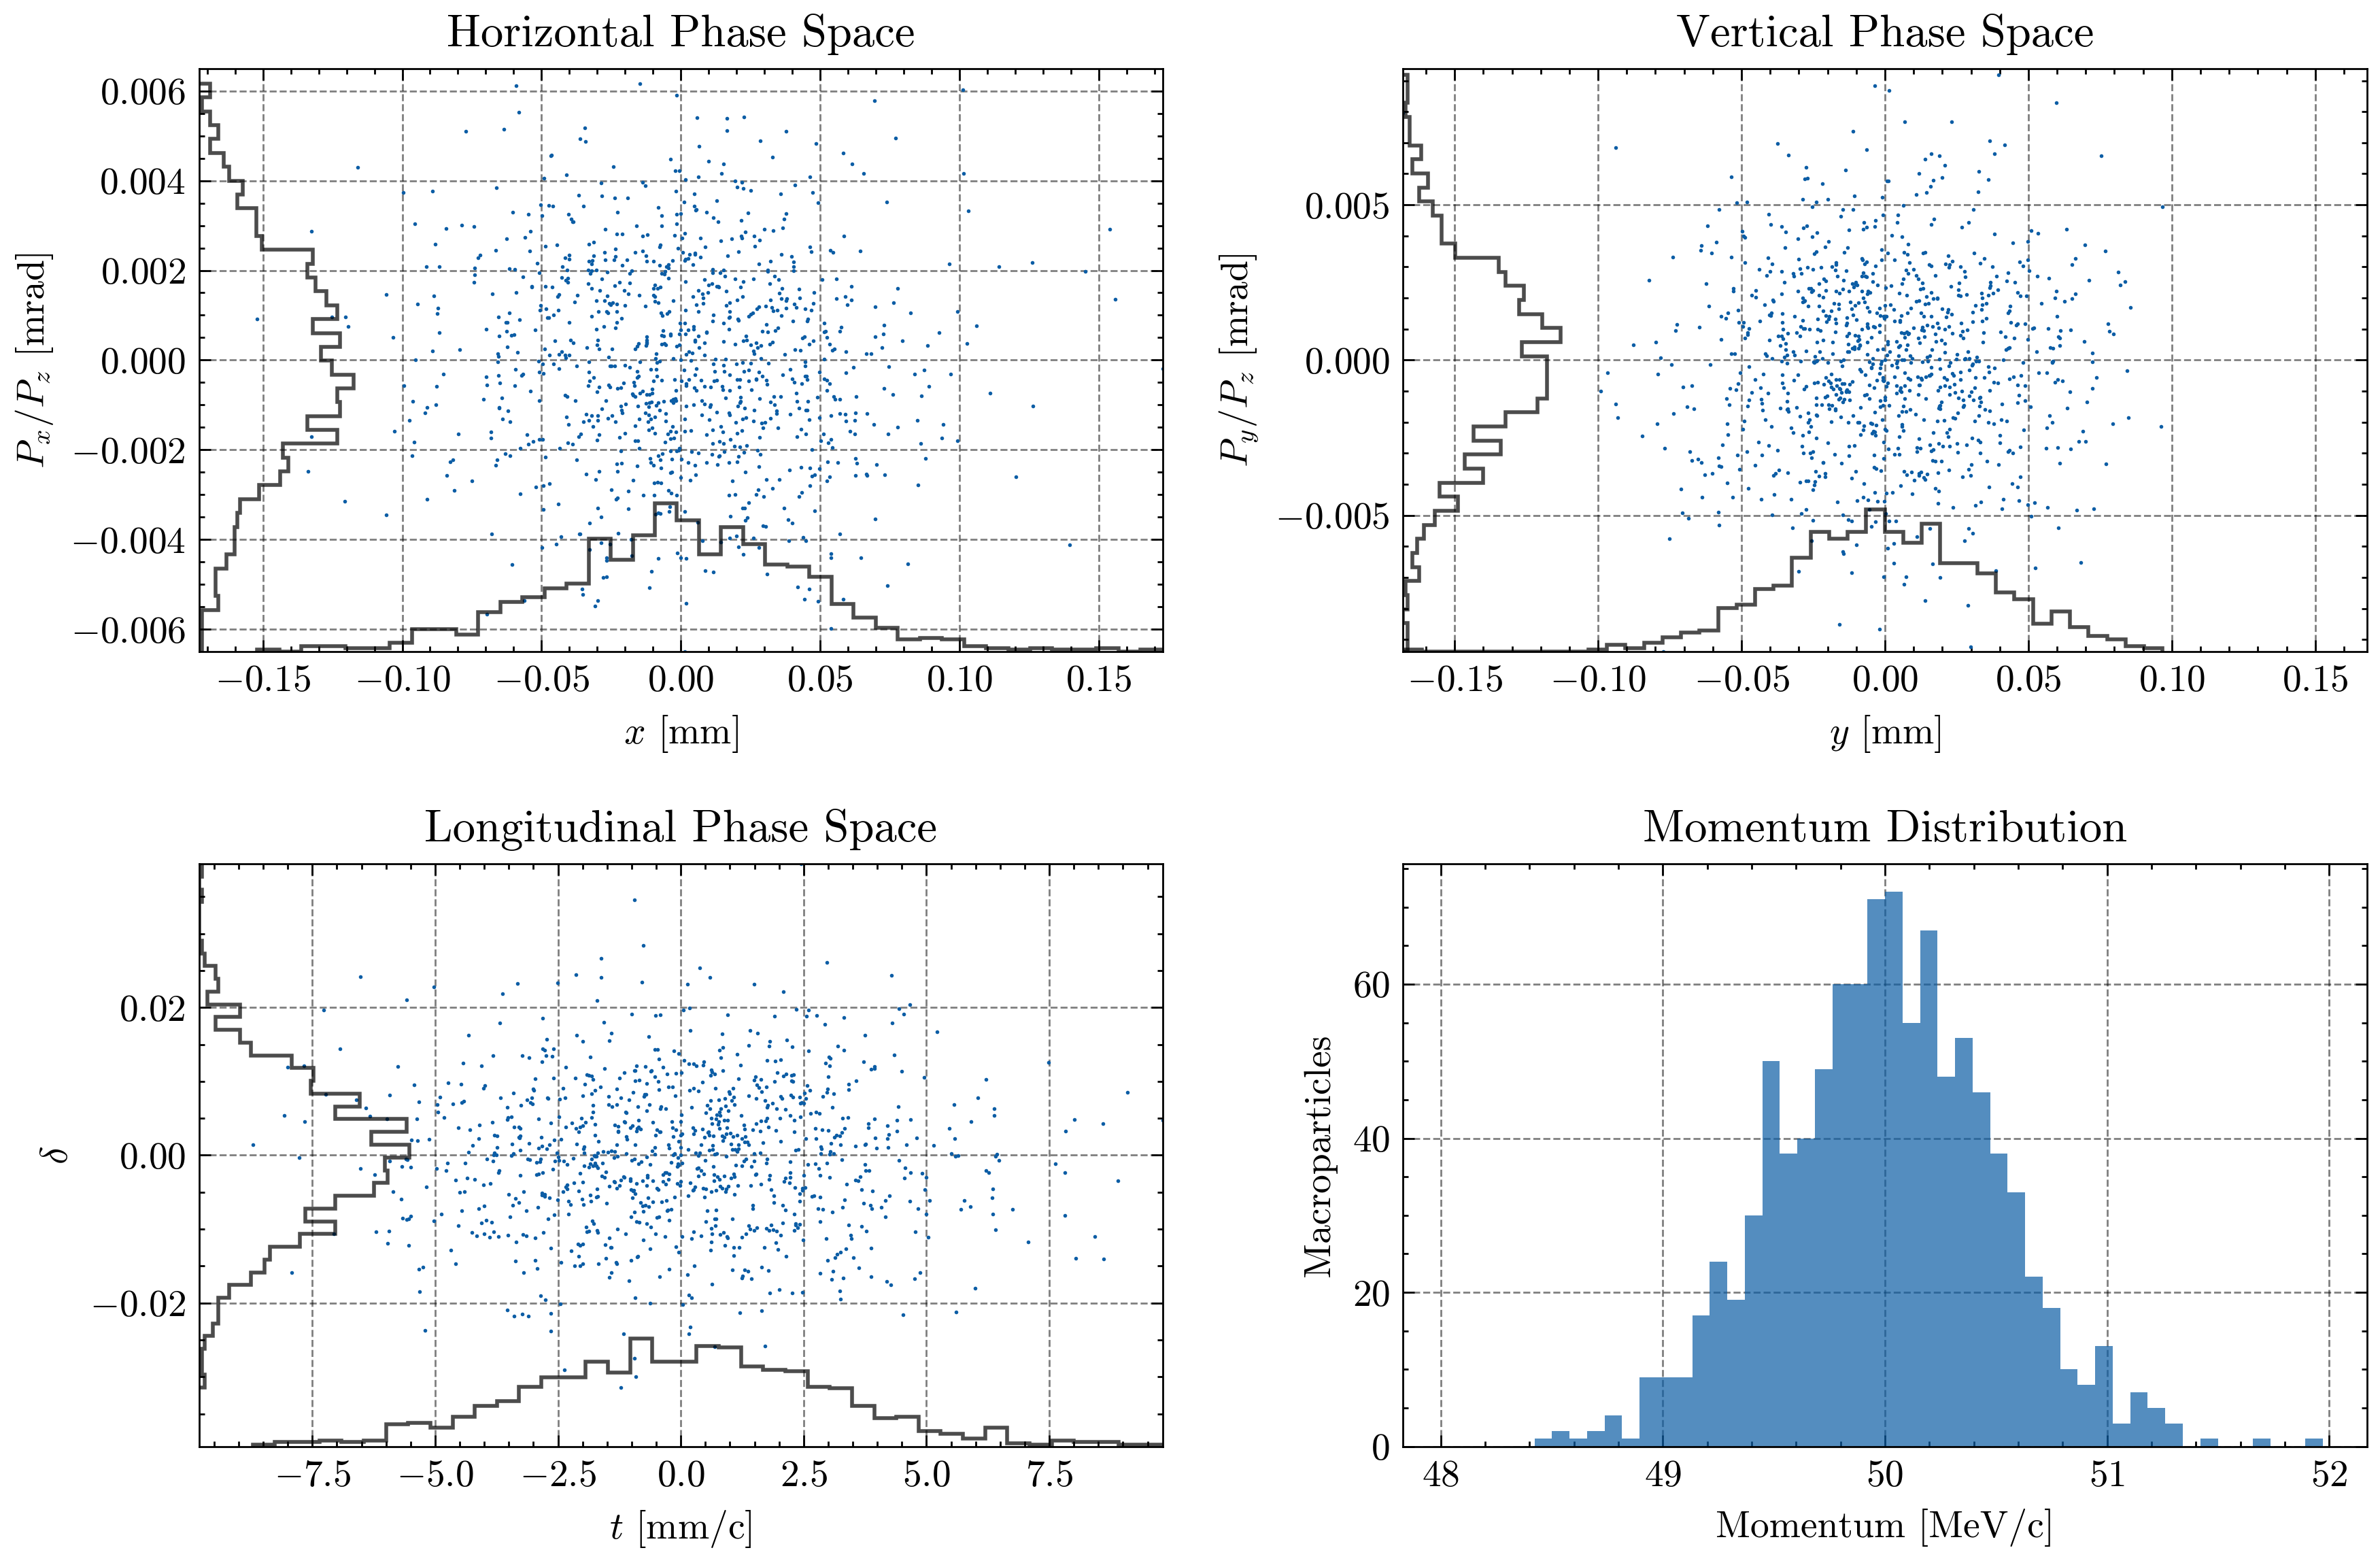 Horizontal Phase Space
0.006
0.004
0.002
0.000
−0.002
−0.004
−0.006
P_x/P_z [mrad]
−0.15 −0.10 −0.05 0.00 0.05 0.10 0.15
x [mm]
Vertical Phase Space
0.005
0.000
−0.005
P_y/P_z [mrad]
−0.15 −0.10 −0.05 0.00 0.05 0.10 0.15
y [mm]
Longitudinal Phase Space
0.02
0.00
−0.02
δ
−7.5 −5.0 −2.5 0.0 2.5 5.0 7.5
t [mm/c]
Momentum Distribution
60
40
20
0
Macroparticles
48 49 50 51 52
Momentum [MeV/c]